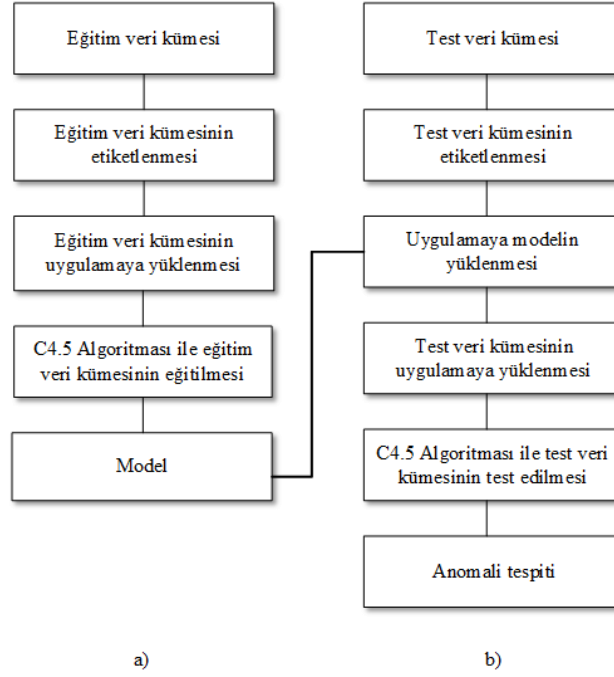 Eğitim veri kümesi
Eğitim veri kümesinin
etiketlenmesi
Eğitim veri kümesinin
uygulamaya yüklenmesi
C4.5 Algoritması ile eğitim
veri kümesinin eğitilmesi
Model
a)
Test veri kümesi
Test veri kümesinin
etiketlenmesi
Uygulamaya modelin
yüklenmesi
Test veri kümesinin
uygulamaya yüklenmesi
C4.5 Algoritması ile test veri
kümesinin test edilmesi
Anomali tespiti
b)